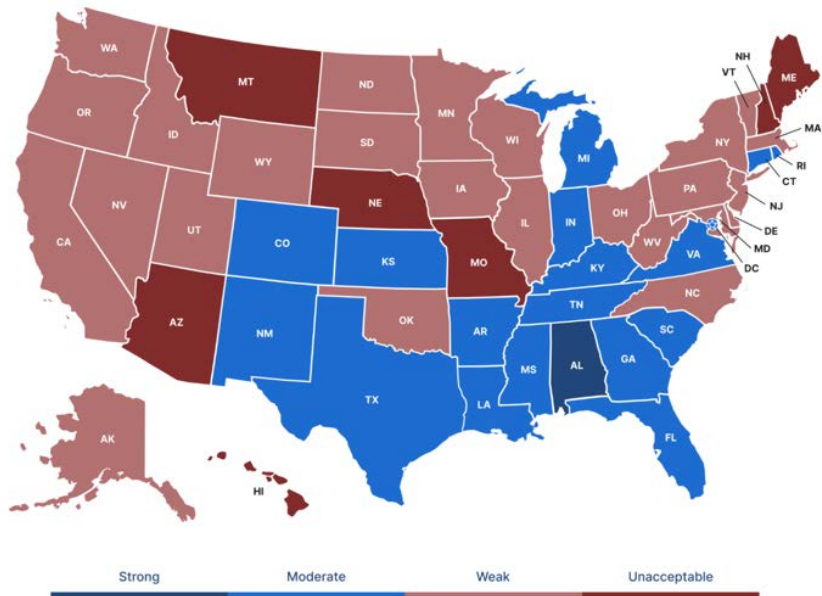 WA
MT
ND
MN
OR
ID
SD
WI
WY
MI
NH
VT
ME
NY
MA
RI
CT
NJ
PA
NV
UT
CA
NE
IA
IL
IN
OH
WV
DE
MD
DC
VA
CO
KS
MO
KY
NC
TN
AZ
NM
OK
AR
SC
MS
AL
GA
TX
LA
FL
AK
HI
Strong Moderate Weak Unacceptable